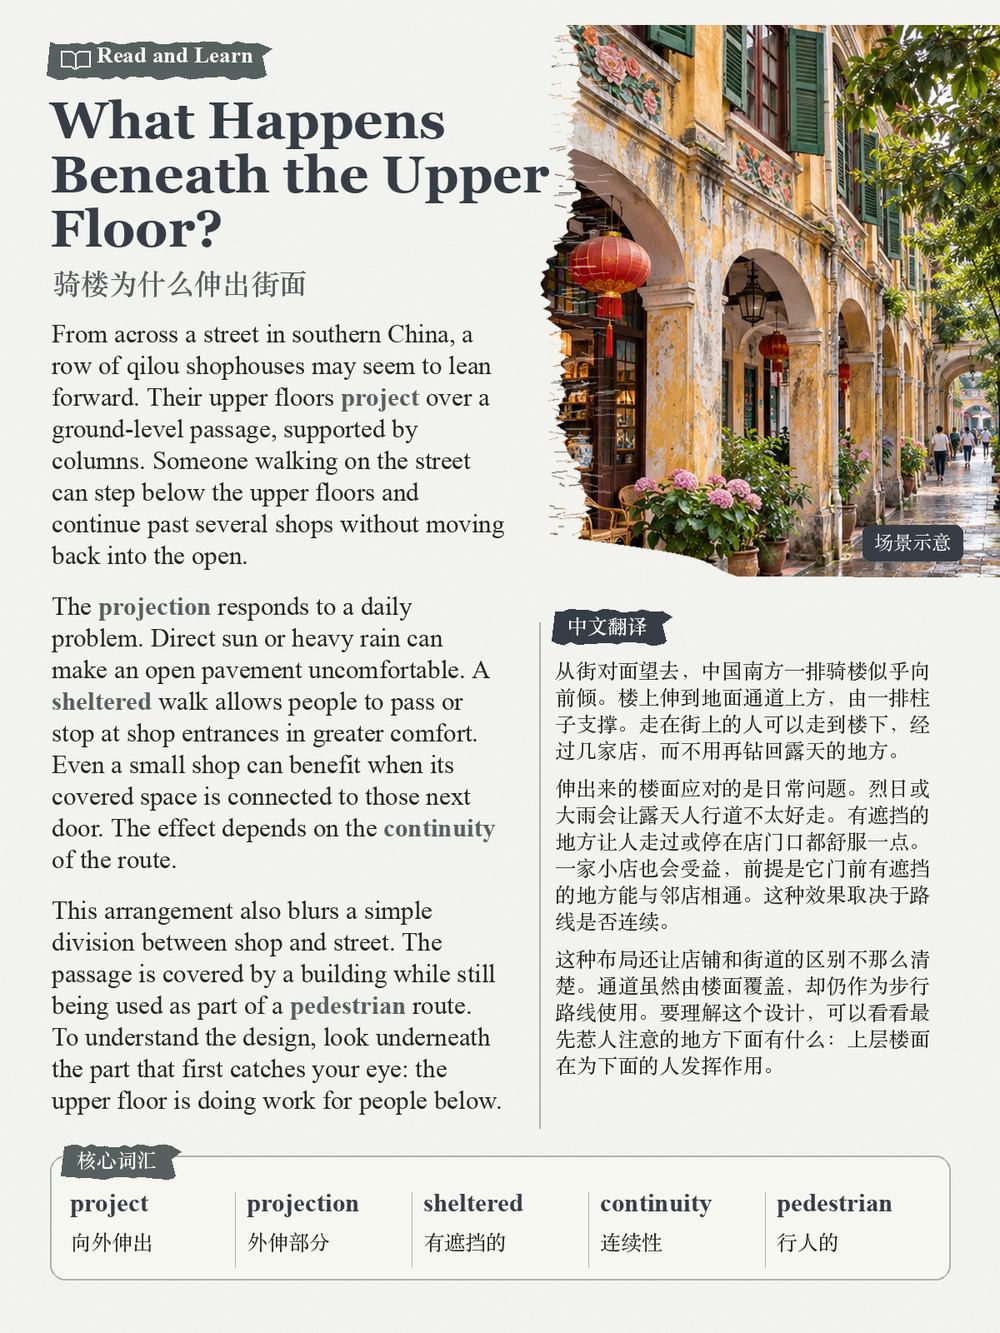 Read and Learn
What Happens
Beneath the Upper
Floor?
骑楼为什么伸出街面
From across a street in southern China, a
row of qilou shophouses may seem to lean
forward. Their upper floors project over a
ground-level passage, supported by
columns. Someone walking on the street
can step below the upper floors and
continue past several shops without moving
back into the open.
The projection responds to a daily
problem. Direct sun or heavy rain can
make an open pavement uncomfortable. A
sheltered walk allows people to pass or
stop at shop entrances in greater comfort.
Even a small shop can benefit when its
covered space is connected to those next
door. The effect depends on the continuity
of the route.
This arrangement also blurs a simple
division between shop and street. The
passage is covered by a building while still
being used as part of a pedestrian route.
To understand the design, look underneath
the part that first catches your eye: the
upper floor is doing work for people below.
场景示意
中文翻译
从街对面望去，中国南方一排骑楼似乎向
前倾。楼上伸到地面通道上方，由一排柱
子支撑。走在街上的人可以走到楼下，经
过几家店，而不用再钻回露天的地方。
伸出来的楼面应对的是日常问题。烈日或
大雨会让露天人行道不太好走。有遮挡的
地方让人走过或停在店门口都舒服一点。
一家小店也会受益，前提是它门前有遮挡
的地方能与邻店相通。这种效果取决于路
线是否连续。
这种布局还让店铺和街道的区别不那么清
楚。通道虽然由楼面覆盖，却仍作为步行
路线使用。要理解这个设计，可以看看最
先惹人注意的地方下面有什么：上层楼面
在为下面的人发挥作用。
核心词汇
project
向外伸出
projection
外伸部分
sheltered
有遮挡的
continuity
连续性
pedestrian
行人的